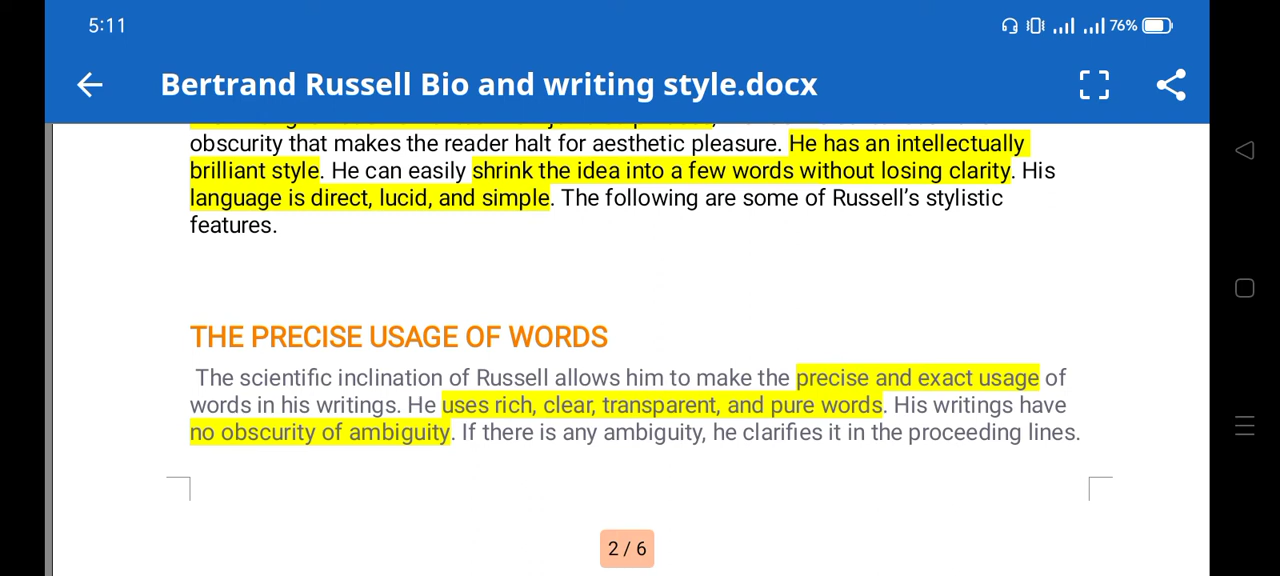 5:11
76%
Bertrand Russell Bio and writing style.docx
obscurity that makes the reader halt for aesthetic pleasure. He has an intellectually
brilliant style. He can easily shrink the idea into a few words without losing clarity. His
language is direct, lucid, and simple. The following are some of Russell’s stylistic
features.
THE PRECISE USAGE OF WORDS
The scientific inclination of Russell allows him to make the precise and exact usage of
words in his writings. He uses rich, clear, transparent, and pure words. His writings have
no obscurity of ambiguity. If there is any ambiguity, he clarifies it in the proceeding lines.
2 / 6